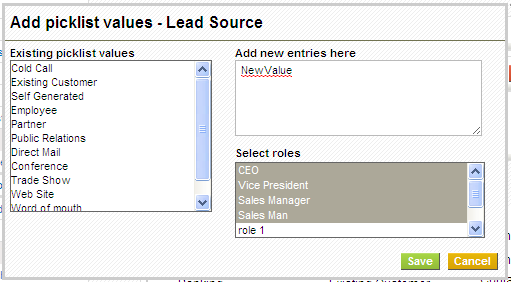 Add picklist values - Lead Source
Existing picklist values
Cold Call
Existing Customer
Self Generated
Employee
Partner
Public Relations
Direct Mail
Conference
Trade Show
Web Site
Word of mouth
Add new entries here
NewValue
Select roles
CEO
Vice President
Sales Manager
Sales Man
role 1
Save
Cancel